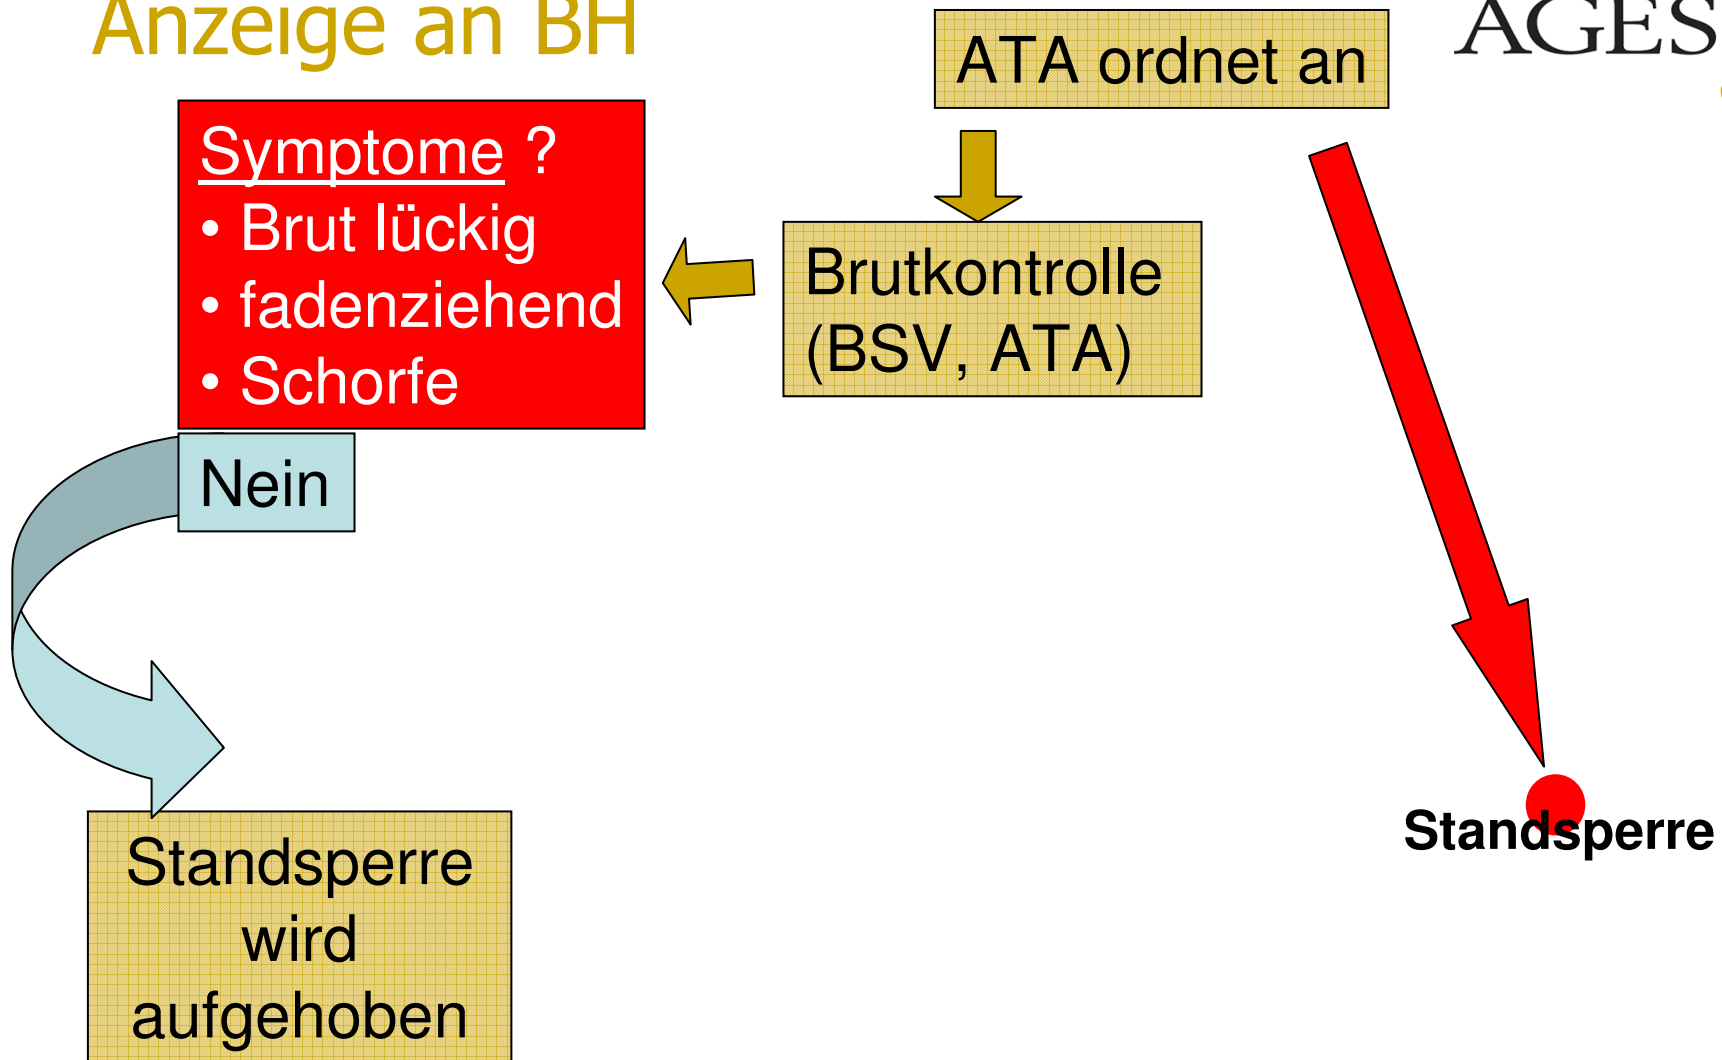 Anzeige an BH
ATA ordnet an
AGES
Symptome ?
• Brut lückig
• fadenziehend
• Schorfe
Brutkontrolle
(BSV, ATA)
Nein
Standsperre
Standsperre
wird
aufgehoben